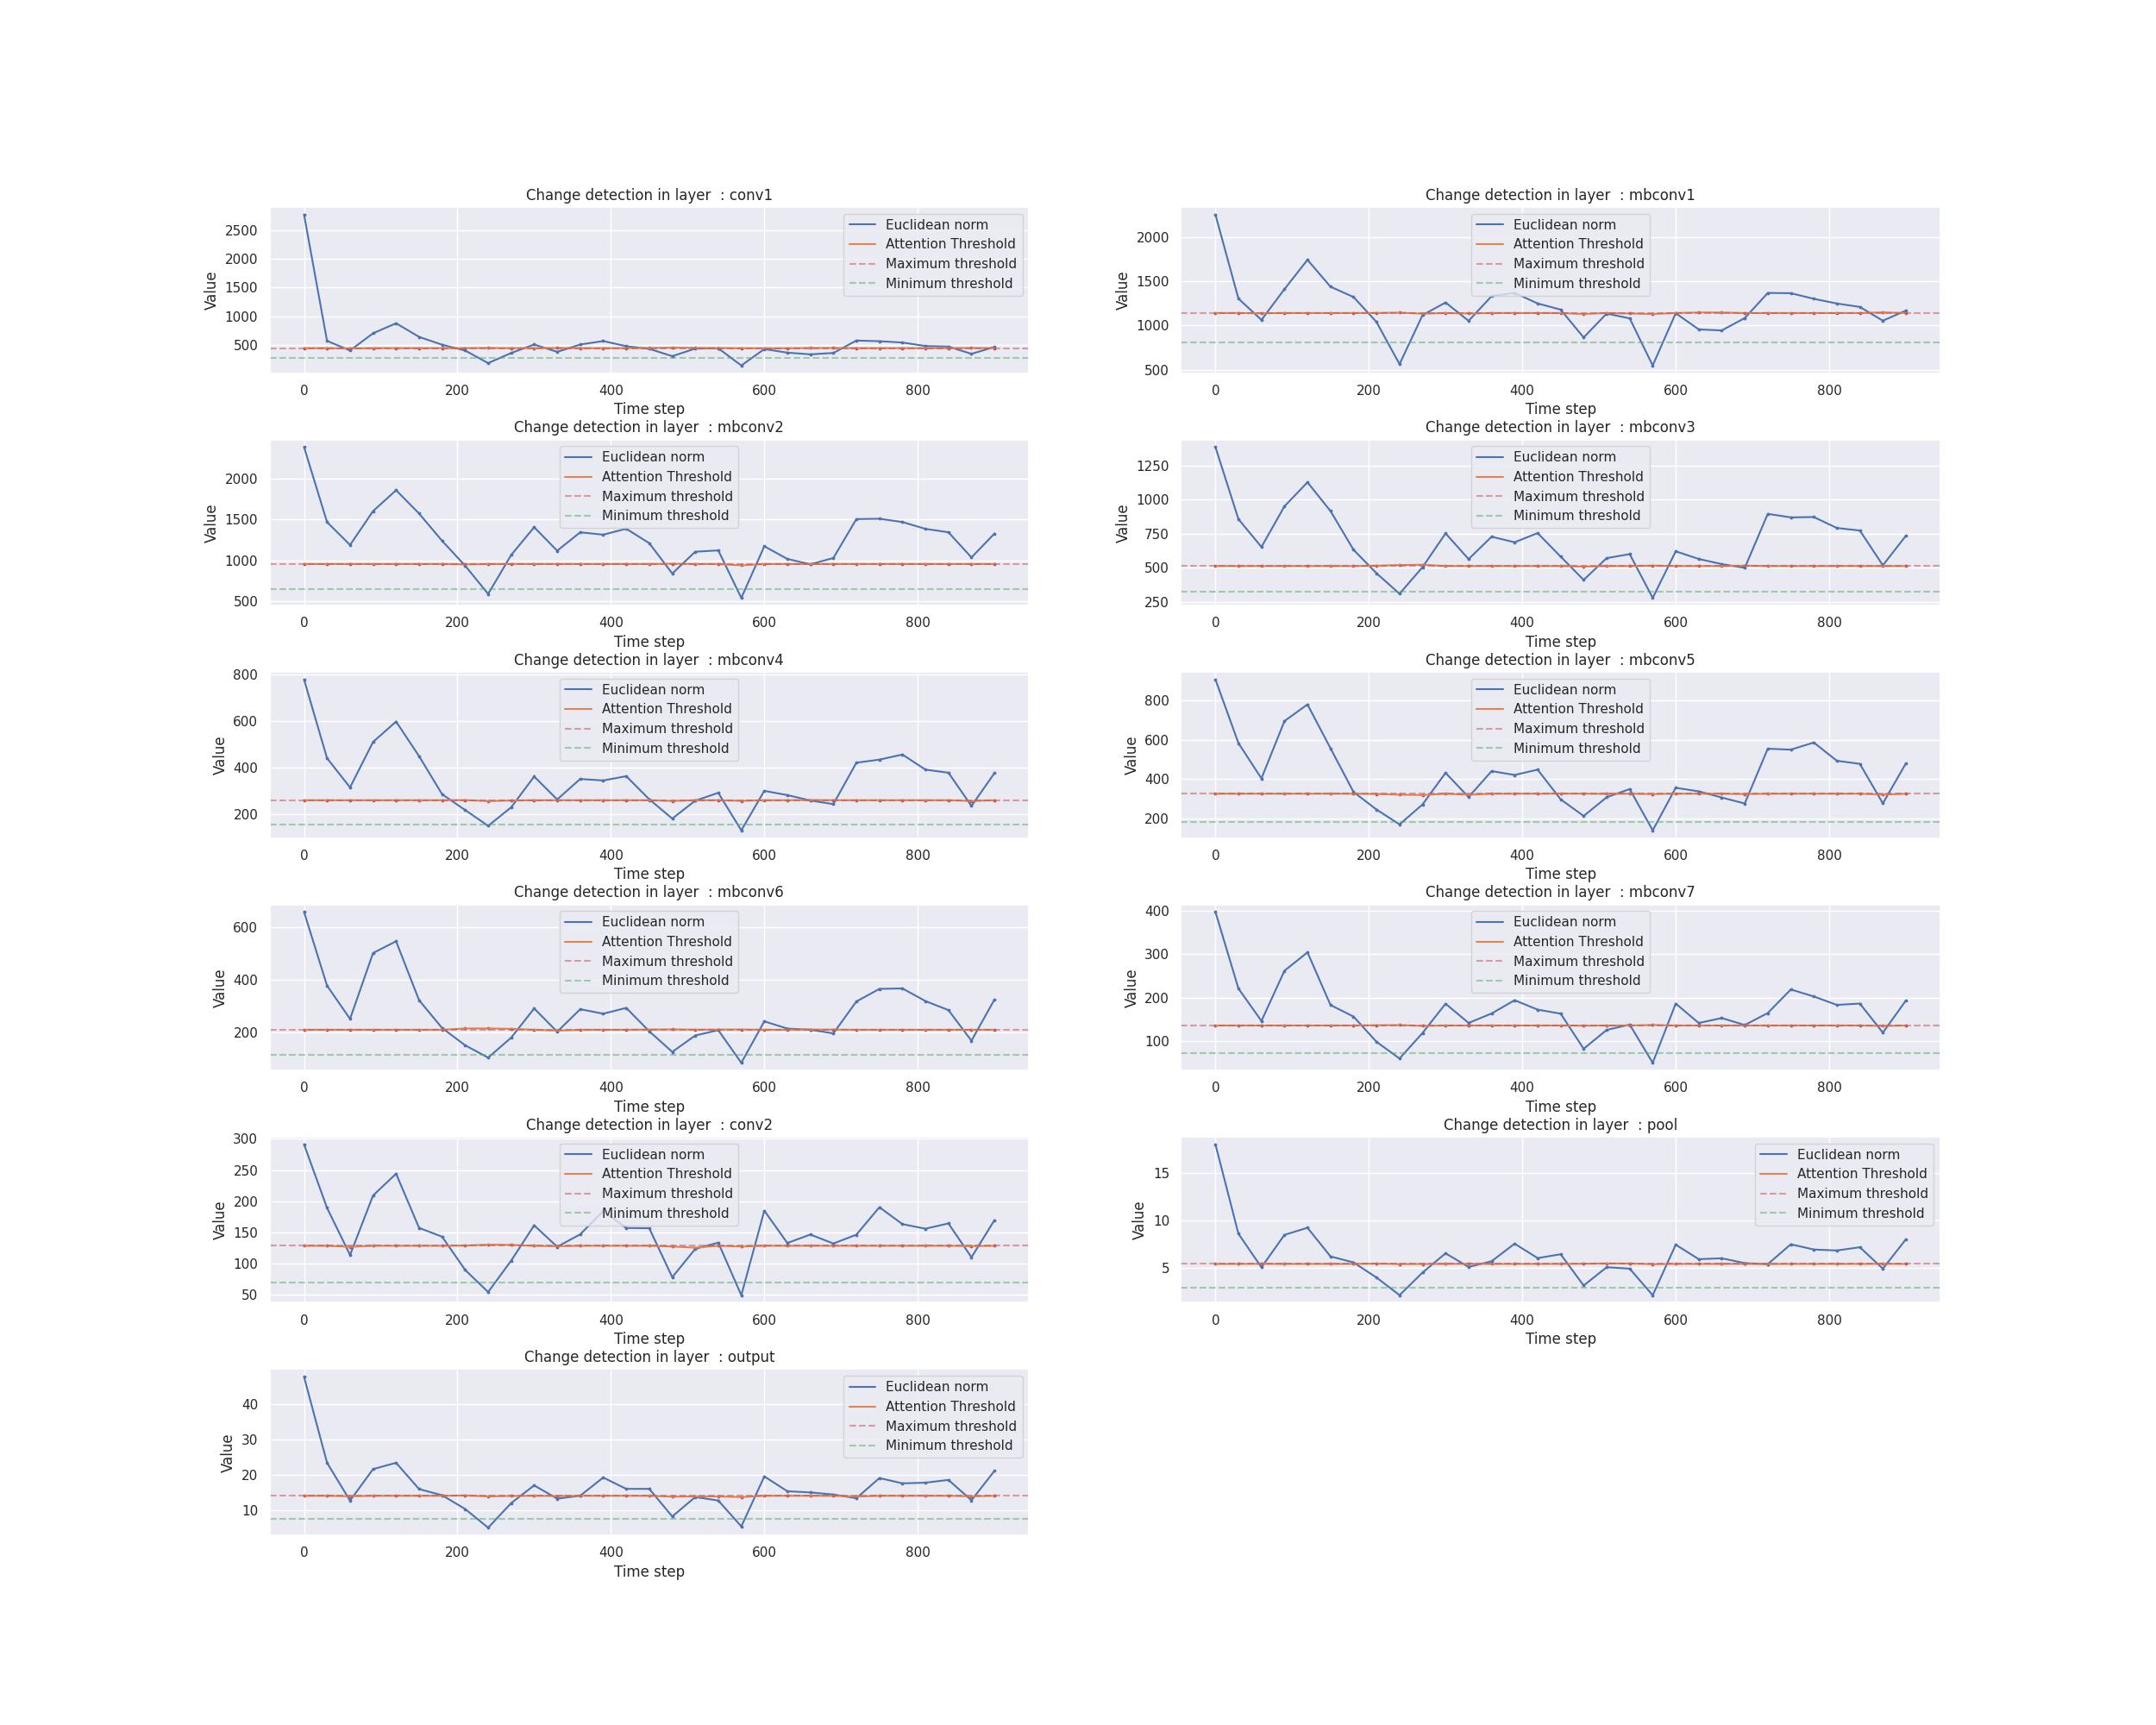 Change detection in layer  : conv1
Value
2500
2000
1500
1000
500
Euclidean norm
Attention Threshold
Maximum threshold
Minimum threshold
0 200 400 600 800
Time step
Change detection in layer  : mbconv1
Value
2000
1500
1000
500
Euclidean norm
Attention Threshold
Maximum threshold
Minimum threshold
0 200 400 600 800
Time step
Change detection in layer  : mbconv2
Value
2000
1500
1000
500
Euclidean norm
Attention Threshold
Maximum threshold
Minimum threshold
0 200 400 600 800
Time step
Change detection in layer  : mbconv3
Value
1250
1000
750
500
250
Euclidean norm
Attention Threshold
Maximum threshold
Minimum threshold
0 200 400 600 800
Time step
Change detection in layer  : mbconv4
Value
800
600
400
200
Euclidean norm
Attention Threshold
Maximum threshold
Minimum threshold
0 200 400 600 800
Time step
Change detection in layer  : mbconv5
Value
800
600
400
200
Euclidean norm
Attention Threshold
Maximum threshold
Minimum threshold
0 200 400 600 800
Time step
Change detection in layer  : mbconv6
Value
600
400
200
Euclidean norm
Attention Threshold
Maximum threshold
Minimum threshold
0 200 400 600 800
Time step
Change detection in layer  : mbconv7
Value
400
300
200
100
Euclidean norm
Attention Threshold
Maximum threshold
Minimum threshold
0 200 400 600 800
Time step
Change detection in layer  : conv2
Value
300
250
200
150
100
50
Euclidean norm
Attention Threshold
Maximum threshold
Minimum threshold
0 200 400 600 800
Time step
Change detection in layer  : pool
Value
15
10
5
Euclidean norm
Attention Threshold
Maximum threshold
Minimum threshold
0 200 400 600 800
Time step
Change detection in layer  : output
Value
40
30
20
10
Euclidean norm
Attention Threshold
Maximum threshold
Minimum threshold
0 200 400 600 800
Time step